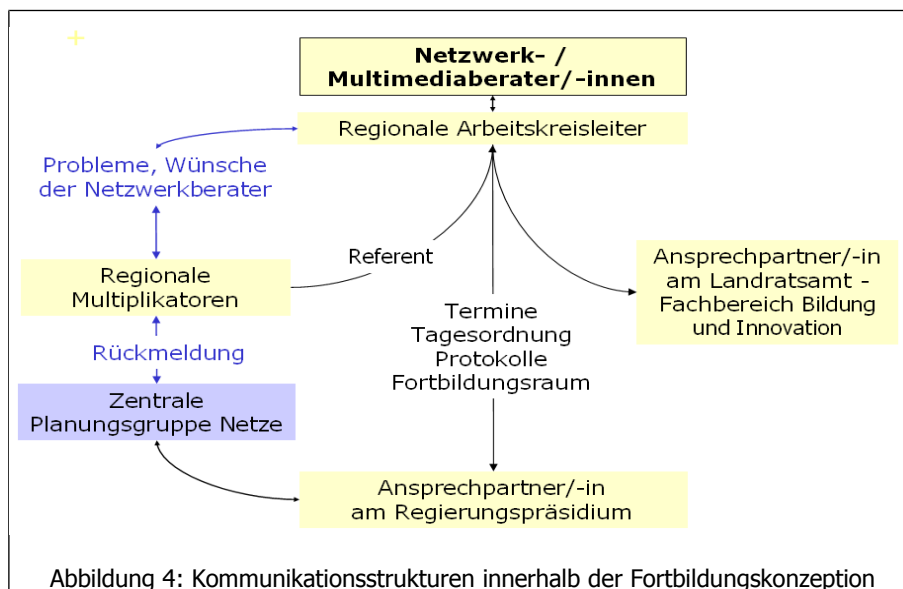 Netzwerk- /
Multimediaberater/-innen
Regionale Arbeitskreisleiter
Probleme, Wünsche
der Netzwerkberater
Referent
Regionale
Multiplikatoren
Ansprechpartner/-in
am Landratsamt -
Fachbereich Bildung
und Innovation
Termine
Tagesordnung
Protokolle
Fortbildungsraum
Rückmeldung
Zentrale
Planungsgruppe Netze
Ansprechpartner/-in
am Regierungspräsidium
Abbildung 4: Kommunikationsstrukturen innerhalb der Fortbildungskonzeption